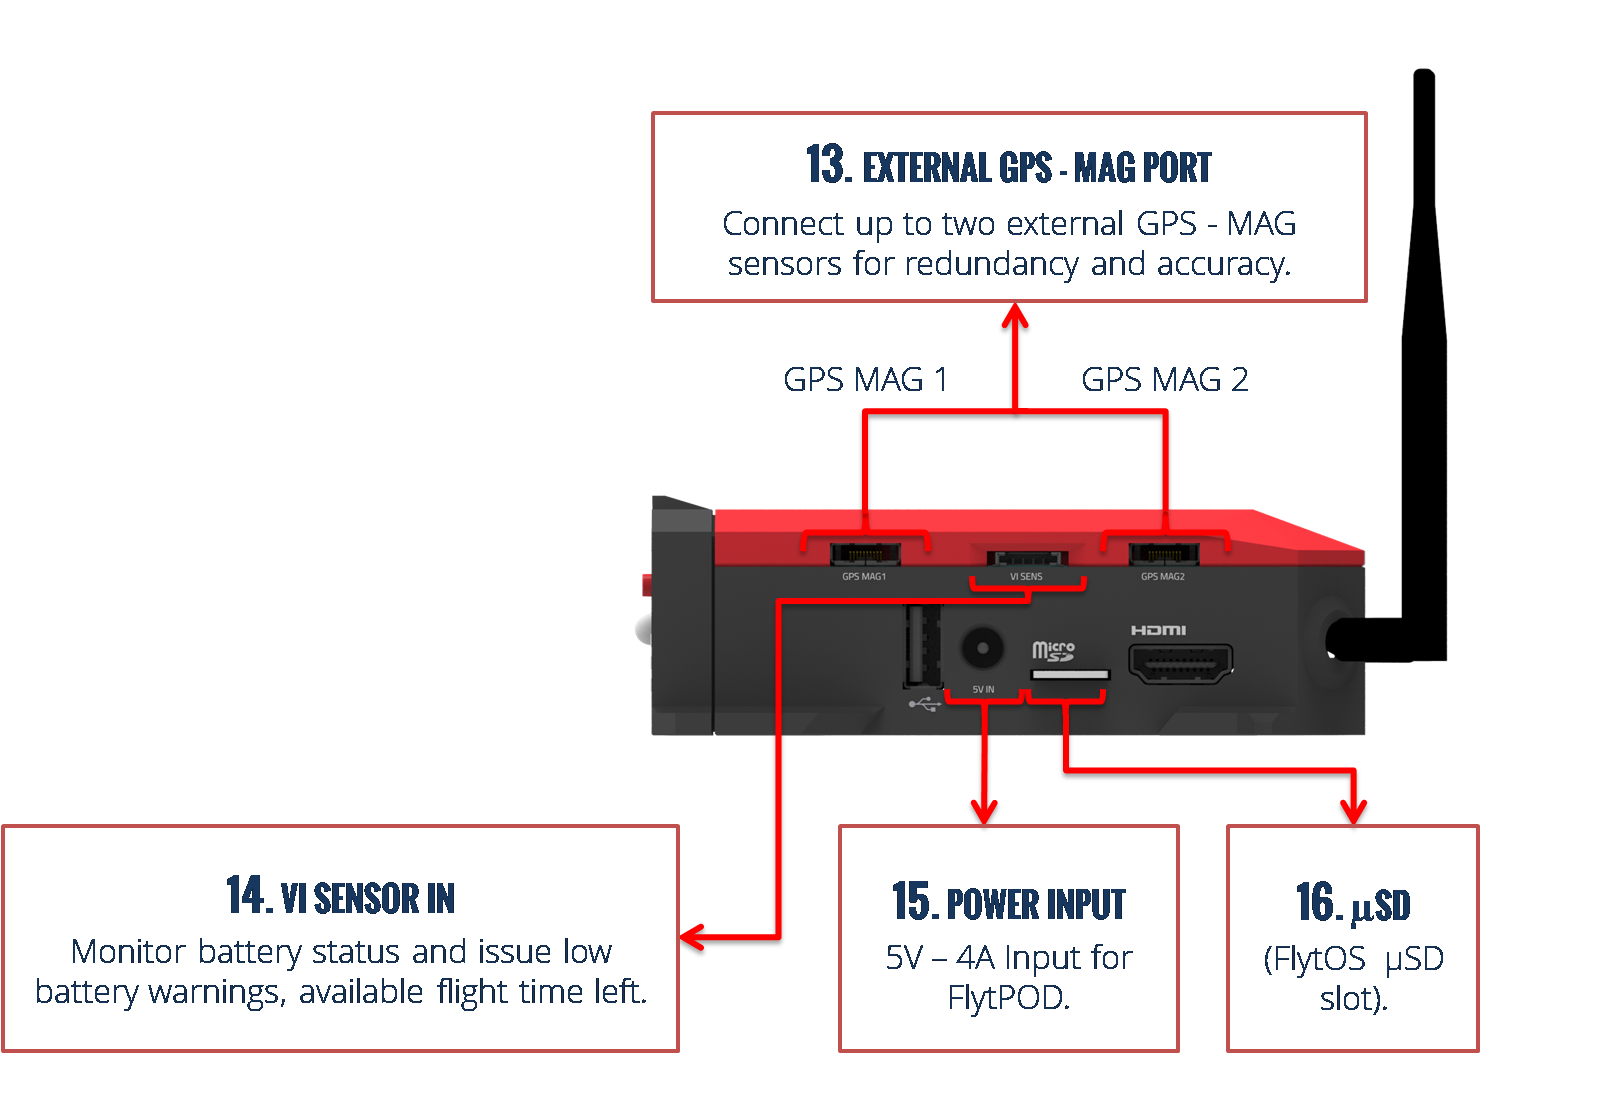 13. EXTERNAL GPS - MAG PORT
Connect up to two external GPS - MAG
sensors for redundancy and accuracy.
GPS MAG 1
GPS MAG 2
GPS MAG1
VI SENS
GPS MAG2
HDMI
Micro
SD
5V IN
14. VI SENSOR IN
Monitor battery status and issue low
battery warnings, available flight time left.
15. POWER INPUT
5V – 4A Input for
FlytPOD.
16. µSD
(FlytOS µSD
slot).